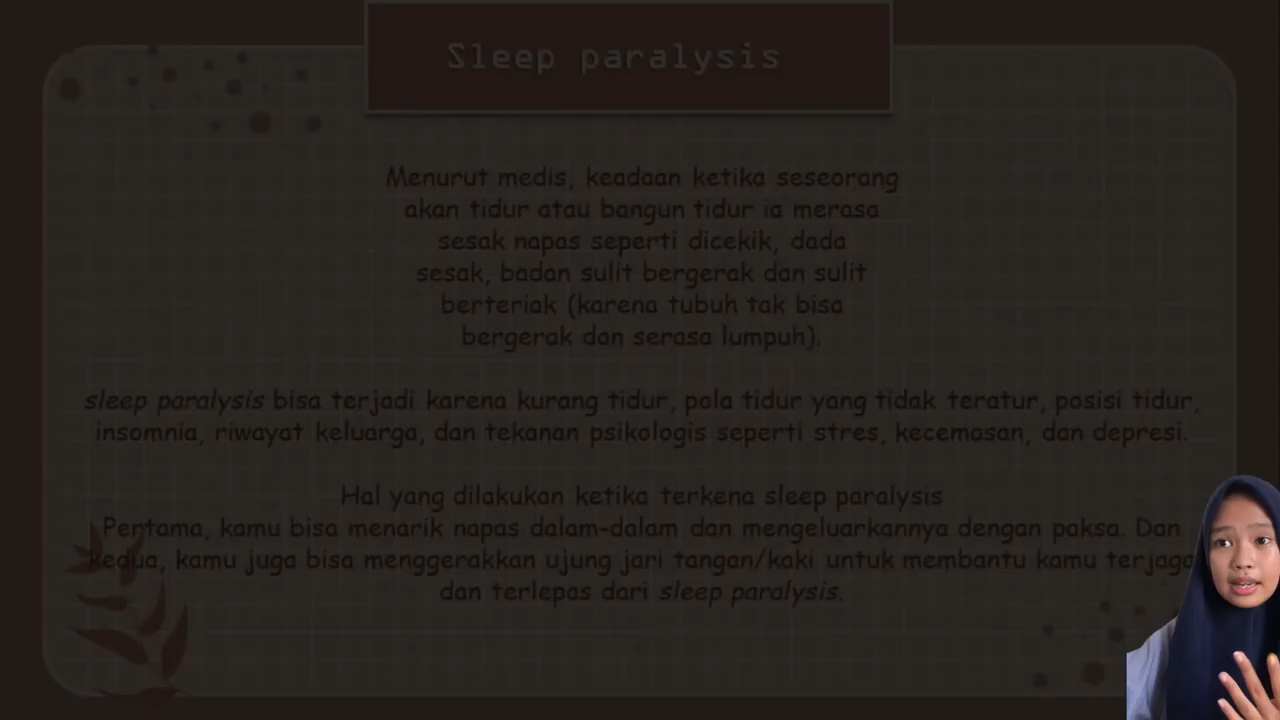 Sleep paralysis
Menurut medis, keadaan ketika seseorang
akan tidur atau bangun tidur ia merasa
sesak napas seperti dicekik, dada
sesak, badan sulit bergerak dan sulit
berteriak (karena tubuh tak bisa
bergerak dan serasa lumpuh).
sleep paralysis bisa terjadi karena kurang tidur, pola tidur yang tidak teratur, posisi tidur,
insomnia, riwayat keluarga, dan tekanan psikologis seperti stres, kecemasan, dan depresi.
Hal yang dilakukan ketika terkena sleep paralysis
Pertama, kamu bisa menarik napas dalam-dalam dan mengeluarkannya dengan paksa. Dan
kedua, kamu juga bisa menggerakkan ujung jari tangan/kaki untuk membantu kamu terjaga
dan terlepas dari sleep paralysis.